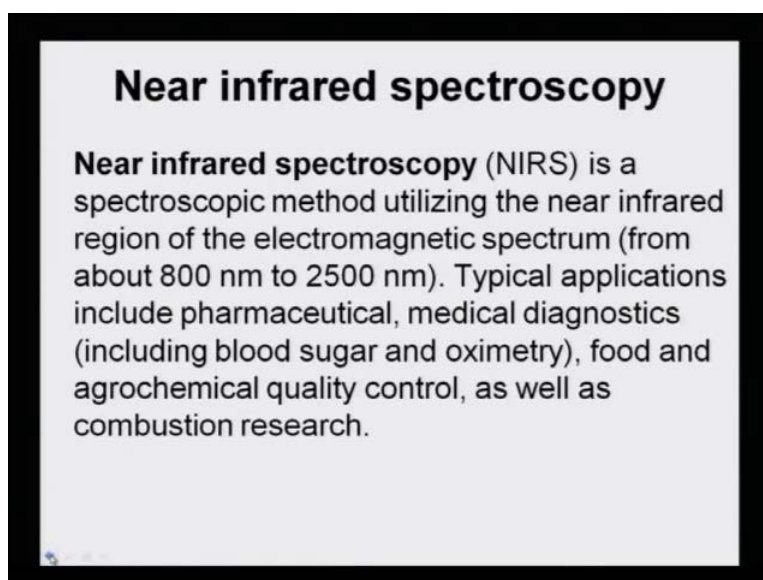 Near infrared spectroscopy
Near infrared spectroscopy (NIRS) is a
spectroscopic method utilizing the near infrared
region of the electromagnetic spectrum (from
about 800 nm to 2500 nm). Typical applications
include pharmaceutical, medical diagnostics
(including blood sugar and oximetry), food and
agrochemical quality control, as well as
combustion research.